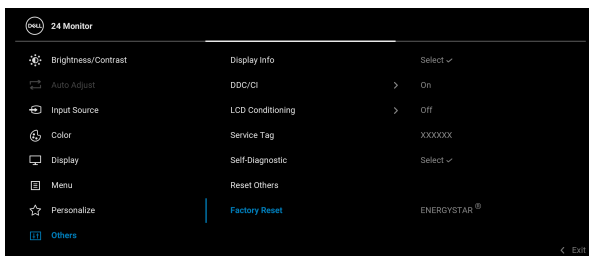 DELL 24 Monitor
Brightness/Contrast Display Info Select ✓
Auto Adjust DDC/CI > On
Input Source LCD Conditioning > Off
Color Service Tag XXXXXX
Display Self-Diagnostic Select ✓
Menu Reset Others
Personalize Factory Reset ENERGYSTAR ®
Others
< Exit